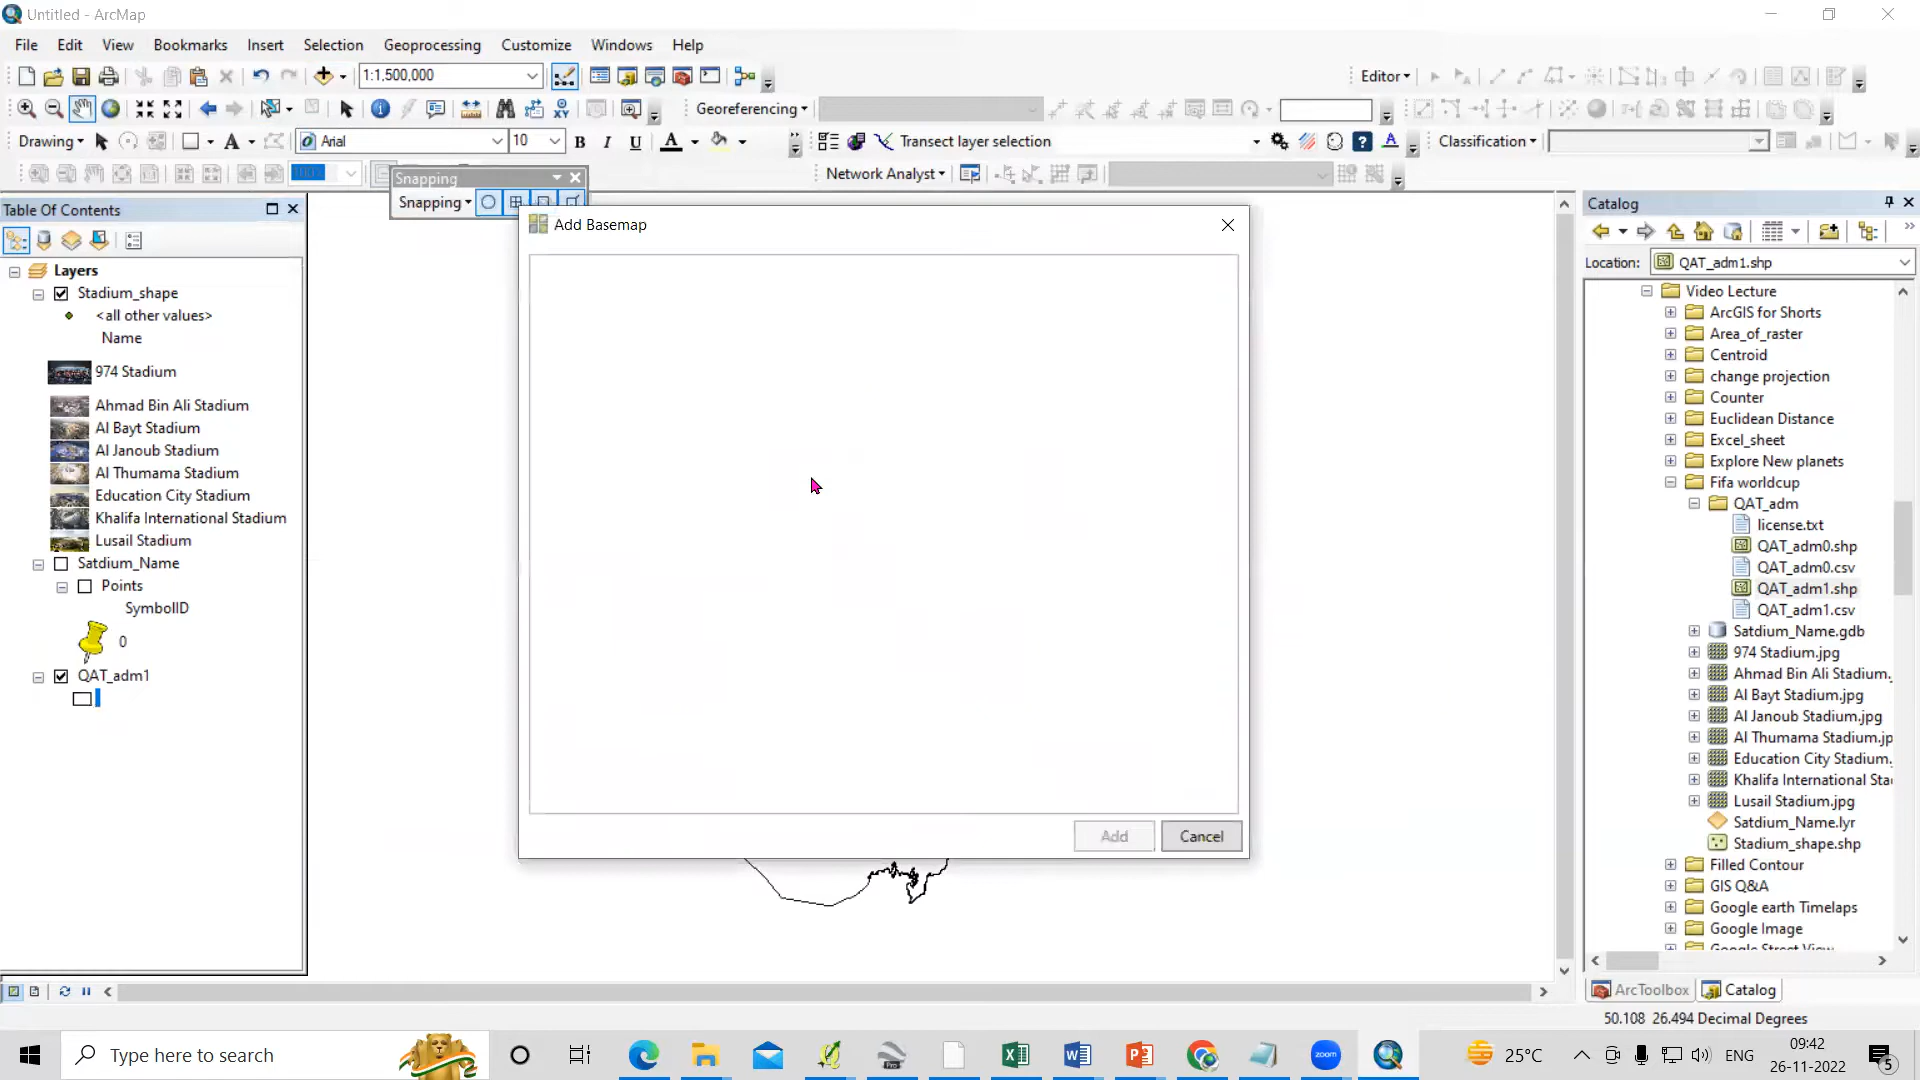 Untitled - ArcMap
File Edit View Bookmarks Insert Selection Geoprocessing Customize Windows Help
1:1,500,000
Editor
Georeferencing
Drawing
Arial
10
B I U A
Transect layer selection
Classification
100%
Network Analyst
Snapping
Snapping
Table Of Contents
Layers
Stadium_shape
<all other values>
Name
974 Stadium
Ahmad Bin Ali Stadium
Al Bayt Stadium
Al Janoub Stadium
Al Thumama Stadium
Education City Stadium
Khalifa International Stadium
Lusail Stadium
Satdium_Name
Points
SymbolID
0
QAT_adm1
Add Basemap
Add
Cancel
Catalog
Location: QAT_adm1.shp
Video Lecture
ArcGIS for Shorts
Area_of_raster
Centroid
change projection
Counter
Euclidean Distance
Excel_sheet
Explore New planets
Fifa worldcup
QAT_adm
license.txt
QAT_adm0.shp
QAT_adm0.csv
QAT_adm1.shp
QAT_adm1.csv
Satdium_Name.gdb
974 Stadium.jpg
Ahmad Bin Ali Stadium.
Al Bayt Stadium.jpg
Al Janoub Stadium.jpg
Al Thumama Stadium.jp
Education City Stadium.
Khalifa International Sta
Lusail Stadium.jpg
Satdium_Name.lyr
Stadium_shape.shp
Filled Contour
GIS Q&A
Google earth Timelaps
Google Image
Google Street View
ArcToolbox Catalog
50.108 26.494 Decimal Degrees
Type here to search
zoom
25°C
ENG
09:42
26-11-2022
5